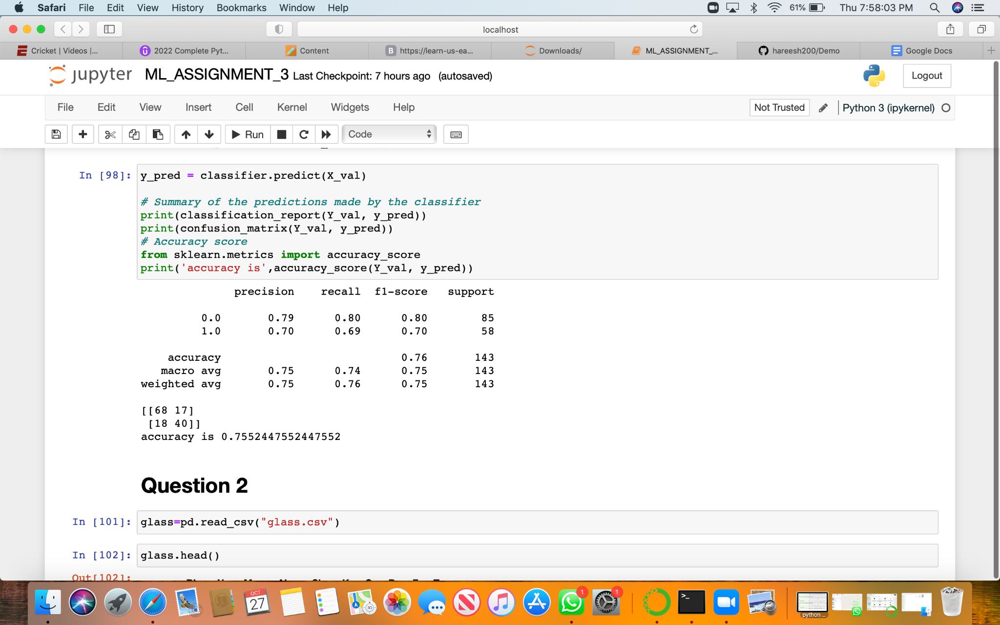 Safari File Edit View History Bookmarks Window Help 61% Thu 7:58:03 PM
localhost
Cricket | Videos |... 2022 Complete Pyt... Content https://learn-us-ea... Downloads/ ML_ASSIGNMENT_... hareesh200/Demo Google Docs
jupyter ML_ASSIGNMENT_3 Last Checkpoint: 7 hours ago (autosaved) Logout
File Edit View Insert Cell Kernel Widgets Help Not Trusted Python 3 (ipykernel)
Run Code
In [98]: y_pred = classifier.predict(X_val)
# Summary of the predictions made by the classifier
print(classification_report(Y_val, y_pred))
print(confusion_matrix(Y_val, y_pred))
# Accuracy score
from sklearn.metrics import accuracy_score
print('accuracy is',accuracy_score(Y_val, y_pred))
precision recall f1-score support
0.0 0.79 0.80 0.80 85
1.0 0.70 0.69 0.70 58
accuracy 0.76 143
macro avg 0.75 0.74 0.75 143
weighted avg 0.75 0.76 0.75 143
[[68 17]
[18 40]]
accuracy is 0.7552447552447552
Question 2
In [101]: glass=pd.read_csv("glass.csv")
In [102]: glass.head()
Out[102]:
OCT
27
3D
1
1
python ...